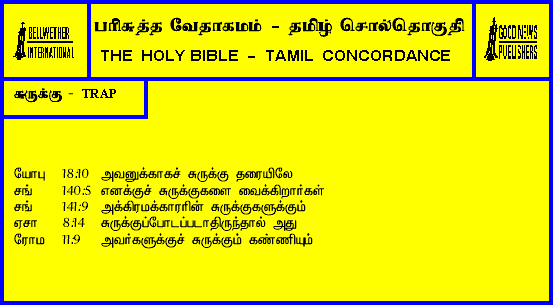 BELLWETHER
INTERNATIONAL
பரிசுத்த வேதாகமம் - தமிழ் சொல்தொகுதி
THE HOLY BIBLE - TAMIL CONCORDANCE
GOOD NEWS
PUBLISHERS
சுருக்கு - TRAP
யோபு 18:10 அவனுக்காகச் சுருக்கு தரையிலே
சங் 140:5 எனக்குச் சுருக்குகளை வைக்கிறார்கள்
சங் 141:9 அக்கிரமக்காரரின் சுருக்குகளுக்கும்
ஏசா 8:14 சுருக்குப்போடப்படாதிருந்தால் அது
ரோம 11:9 அவர்களுக்குச் சுருக்கும் கண்ணியும்